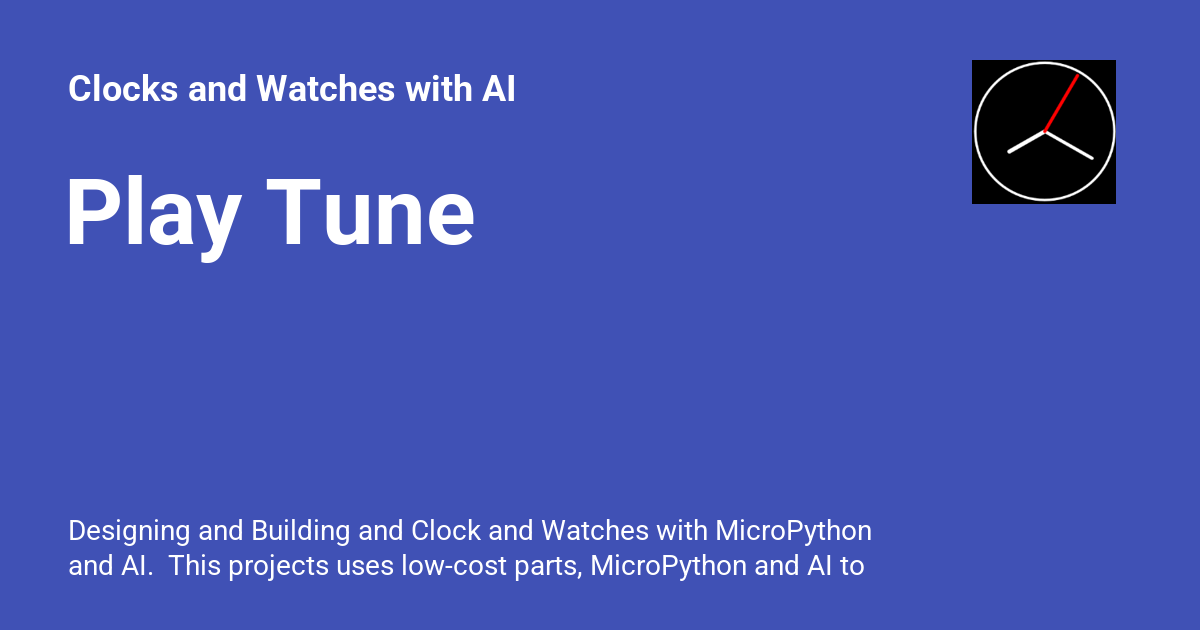 Clocks and Watches with AI
Play Tune
Designing and Building and Clock and Watches with MicroPython
and AI.  This projects uses low-cost parts, MicroPython and AI to